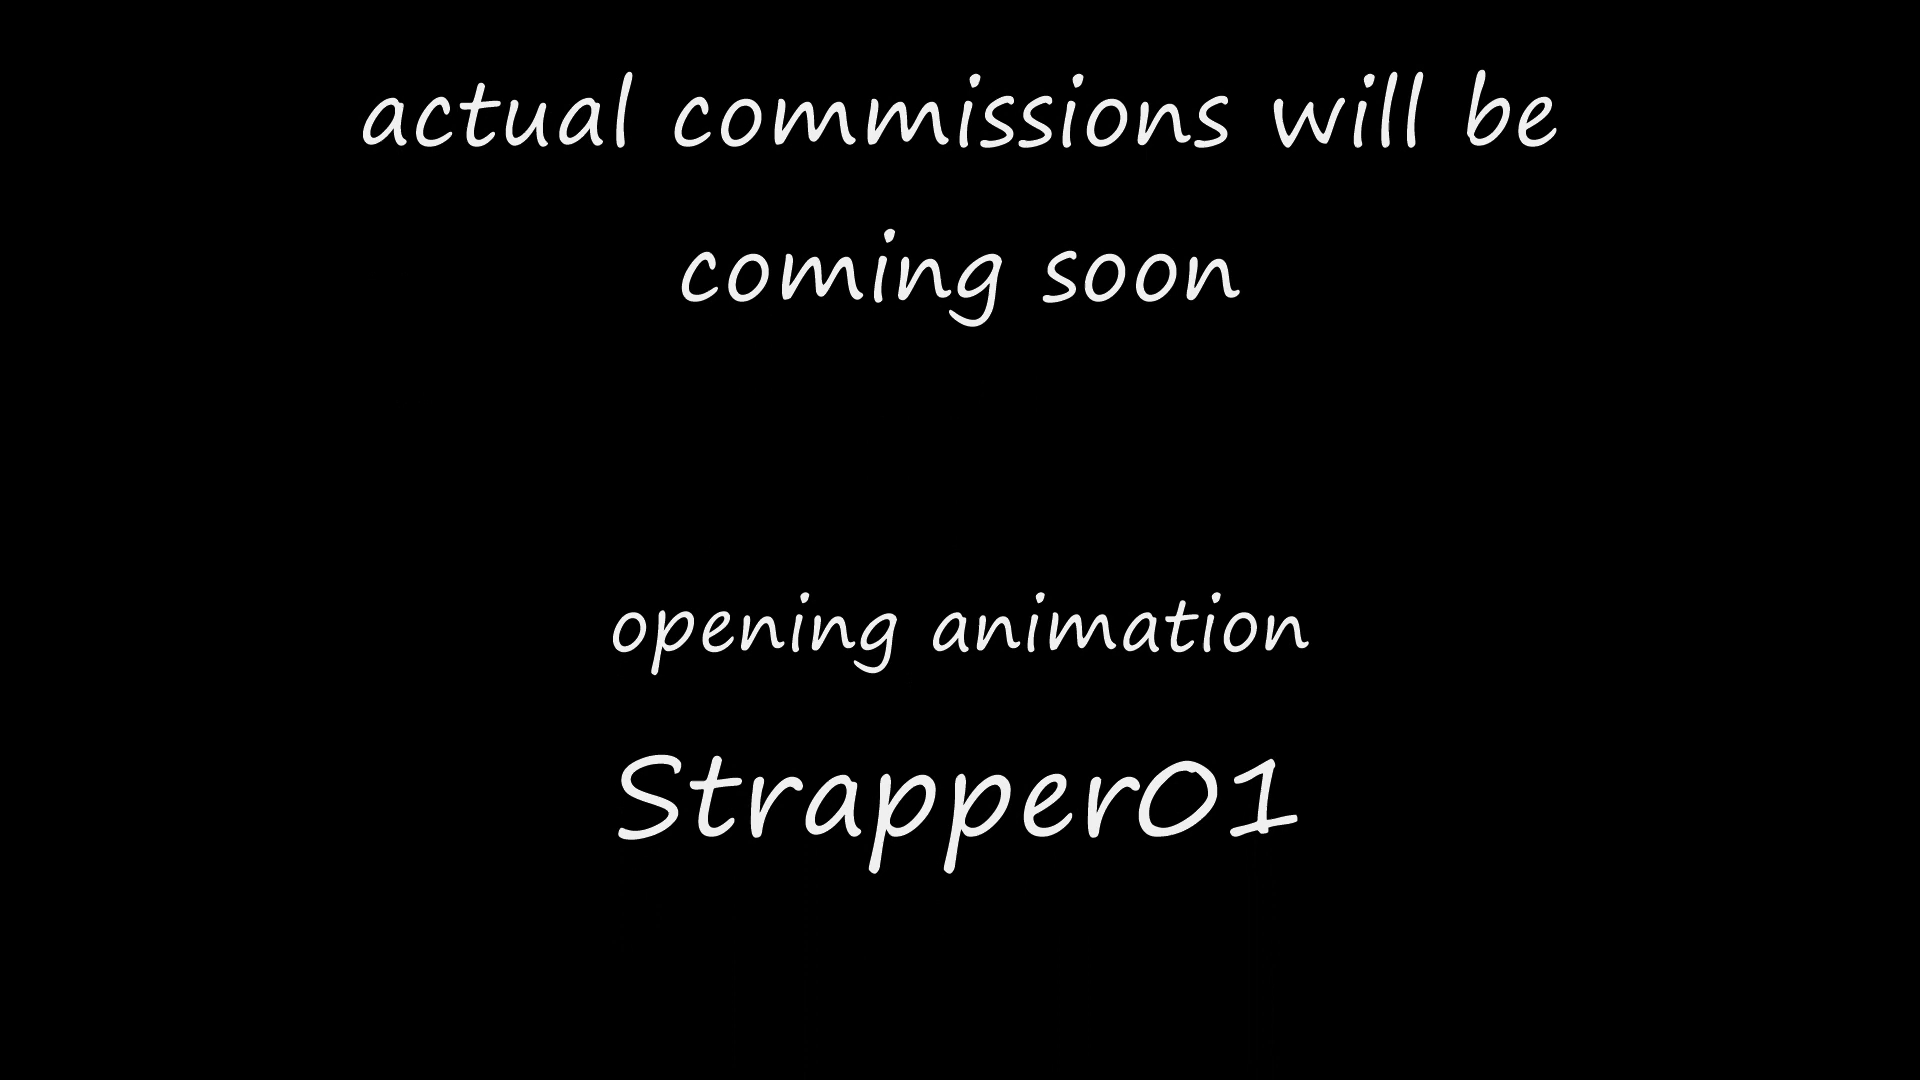 actual commissions will be
coming soon
opening animation
Strapper01